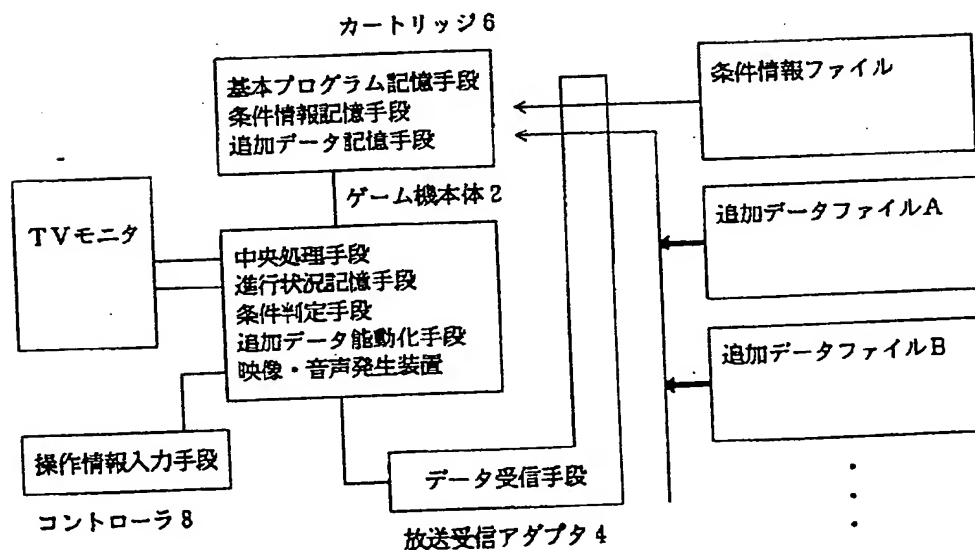 カートリッジ6
基本プログラム記憶手段
条件情報記憶手段
追加データ記憶手段
条件情報ファイル
ゲーム機本体2
TVモニタ
中央処理手段
進行状況記憶手段
条件判定手段
追加データ能動化手段
映像・音声発生装置
追加データファイルA
追加データファイルB
操作情報入力手段
コントローラ8
データ受信手段
放送受信アダプタ4